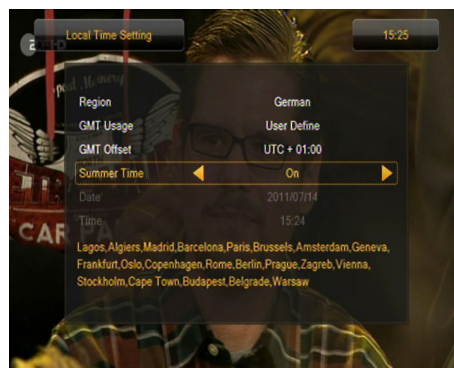 Local Time Setting
15:25
Region German
GMT Usage User Define
GMT Offset UTC + 01:00
Summer Time On
Date 2011/07/14
Time 15:24
Lagos,Algiers,Madrid,Barcelona,Paris,Brussels,Amsterdam,Geneva,
Frankfurt,Oslo,Copenhagen,Rome,Berlin,Prague,Zagreb,Vienna,
Stockholm,Cape Town,Budapest,Belgrade,Warsaw